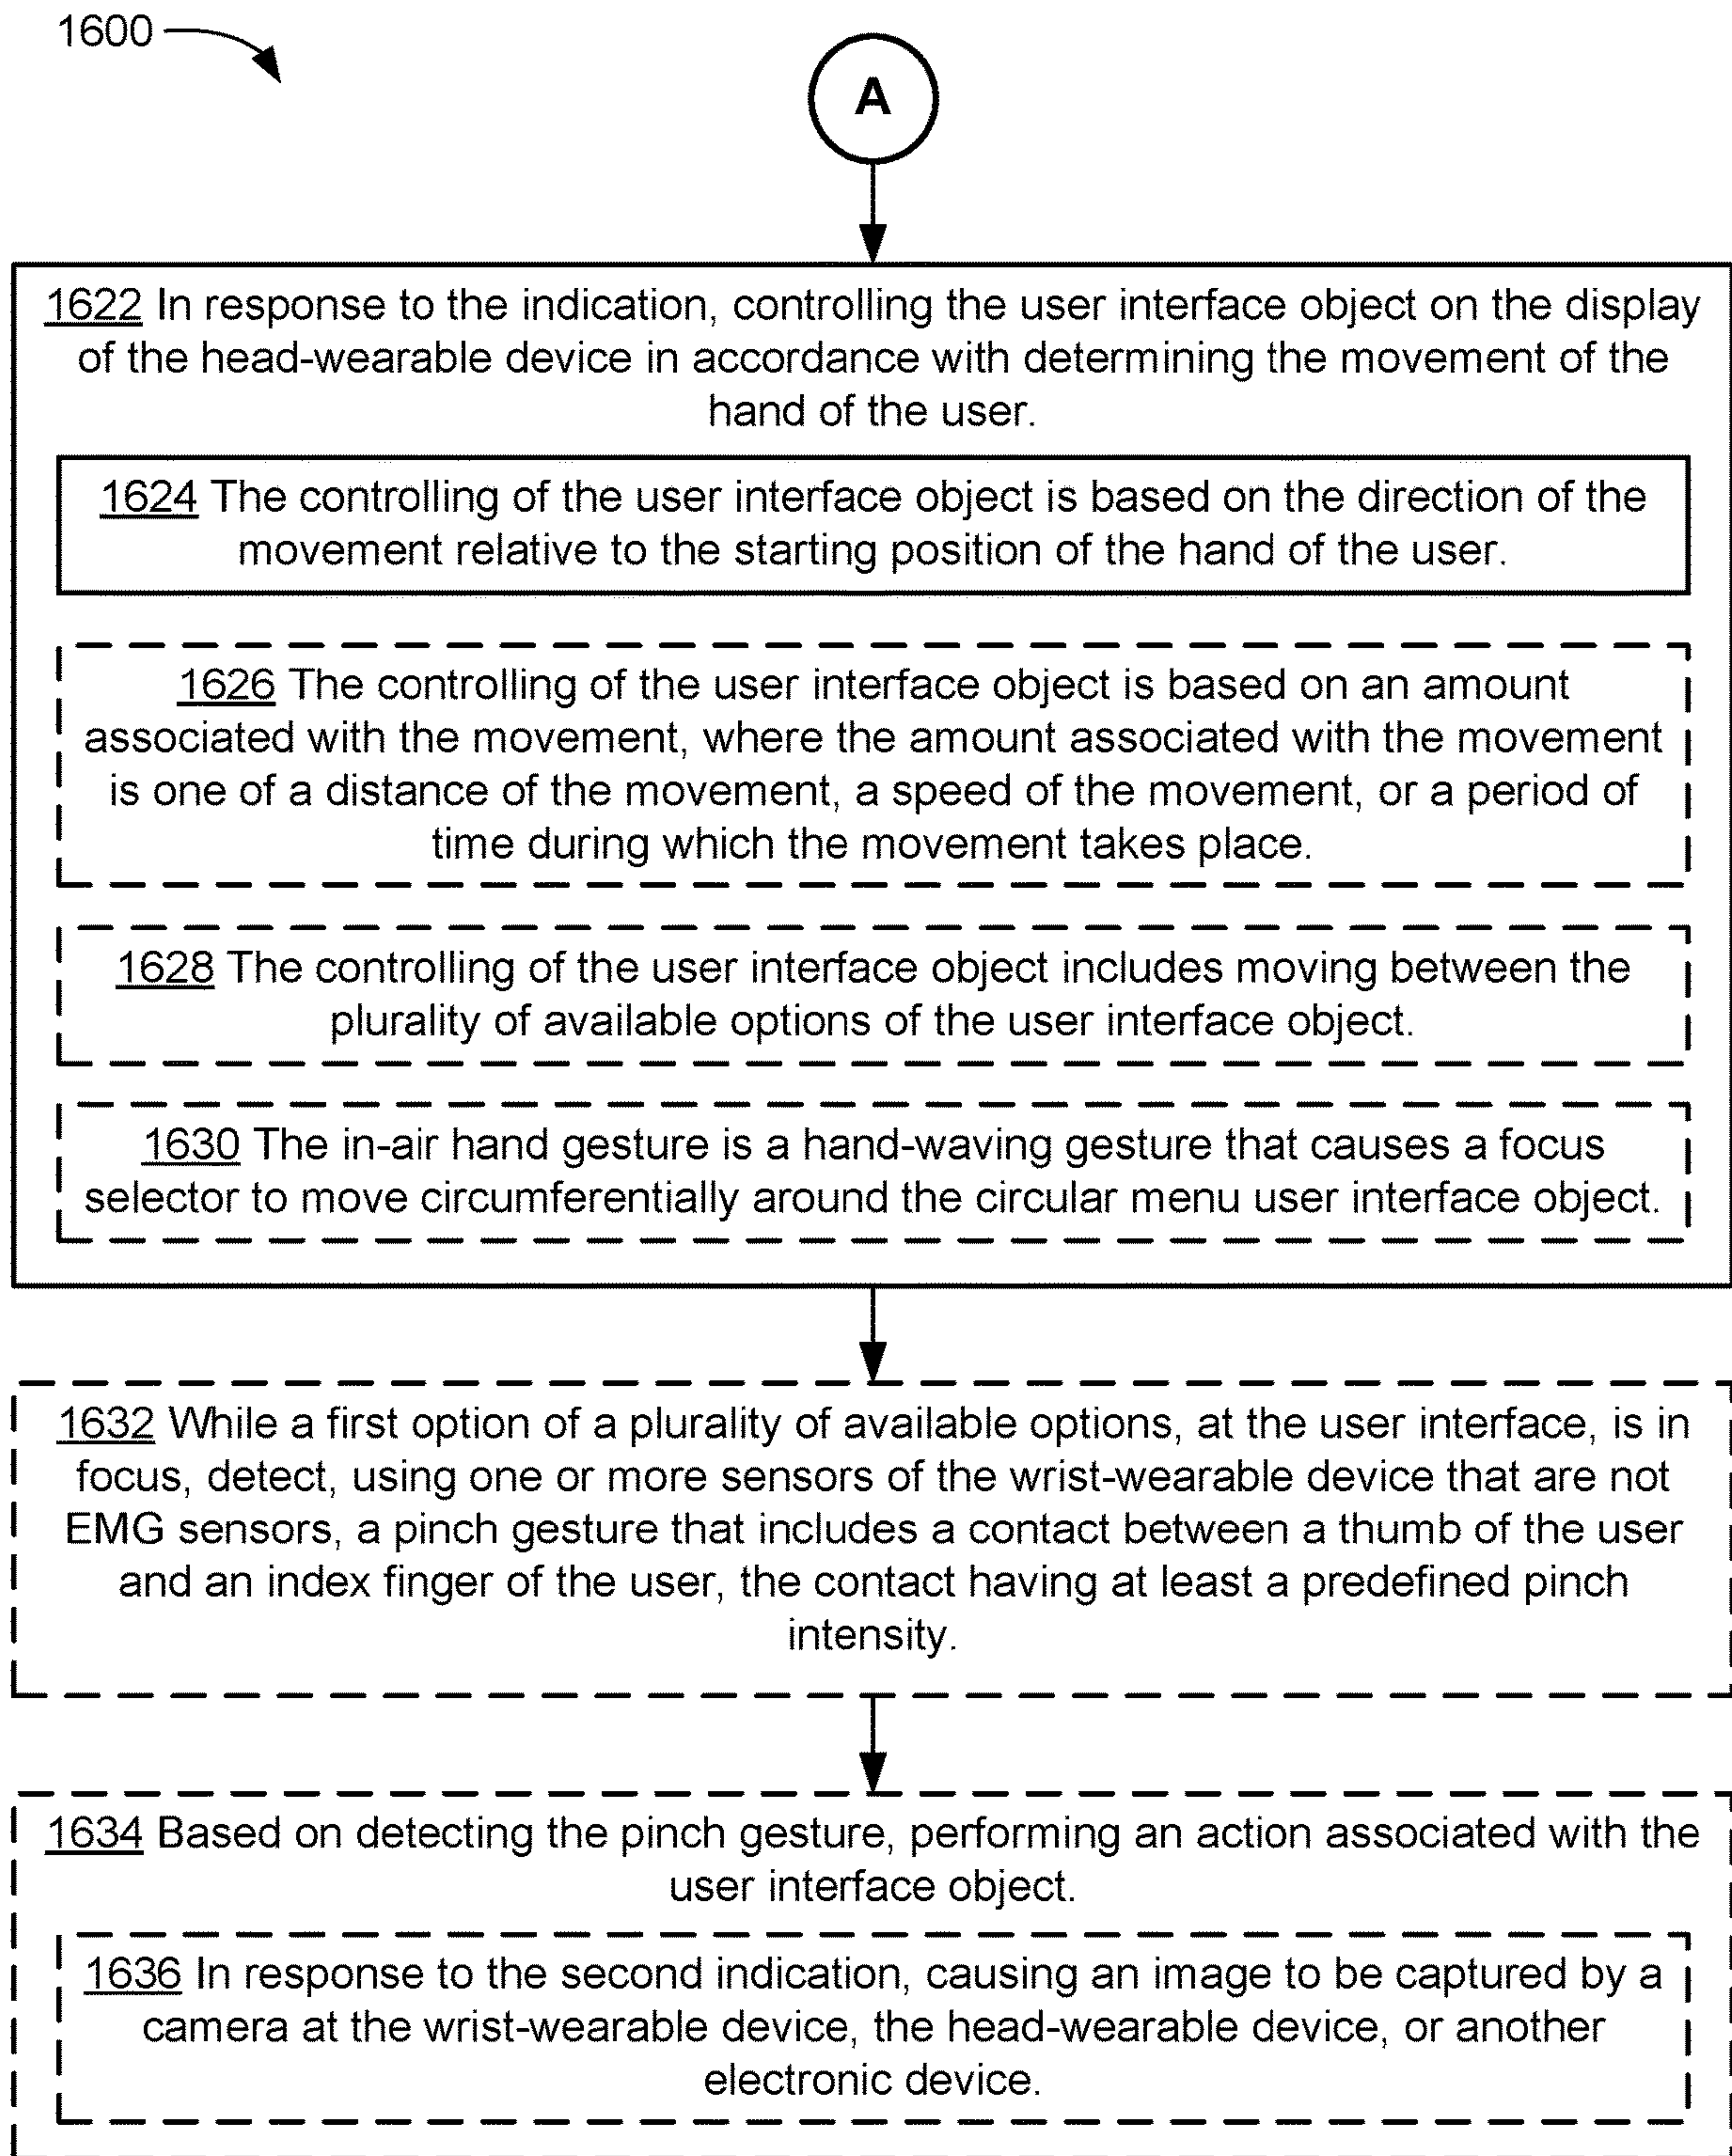 1600
A
1622 In response to the indication, controlling the user interface object on the display
of the head-wearable device in accordance with determining the movement of the
hand of the user.
1624 The controlling of the user interface object is based on the direction of the
movement relative to the starting position of the hand of the user.
1626 The controlling of the user interface object is based on an amount
associated with the movement, where the amount associated with the movement
is one of a distance of the movement, a speed of the movement, or a period of
time during which the movement takes place.
1628 The controlling of the user interface object includes moving between the
plurality of available options of the user interface object.
1630 The in-air hand gesture is a hand-waving gesture that causes a focus
selector to move circumferentially around the circular menu user interface object.
1632 While a first option of a plurality of available options, at the user interface, is in
focus, detect, using one or more sensors of the wrist-wearable device that are not
EMG sensors, a pinch gesture that includes a contact between a thumb of the user
and an index finger of the user, the contact having at least a predefined pinch
intensity.
1634 Based on detecting the pinch gesture, performing an action associated with the
user interface object.
1636 In response to the second indication, causing an image to be captured by a
camera at the wrist-wearable device, the head-wearable device, or another
electronic device.